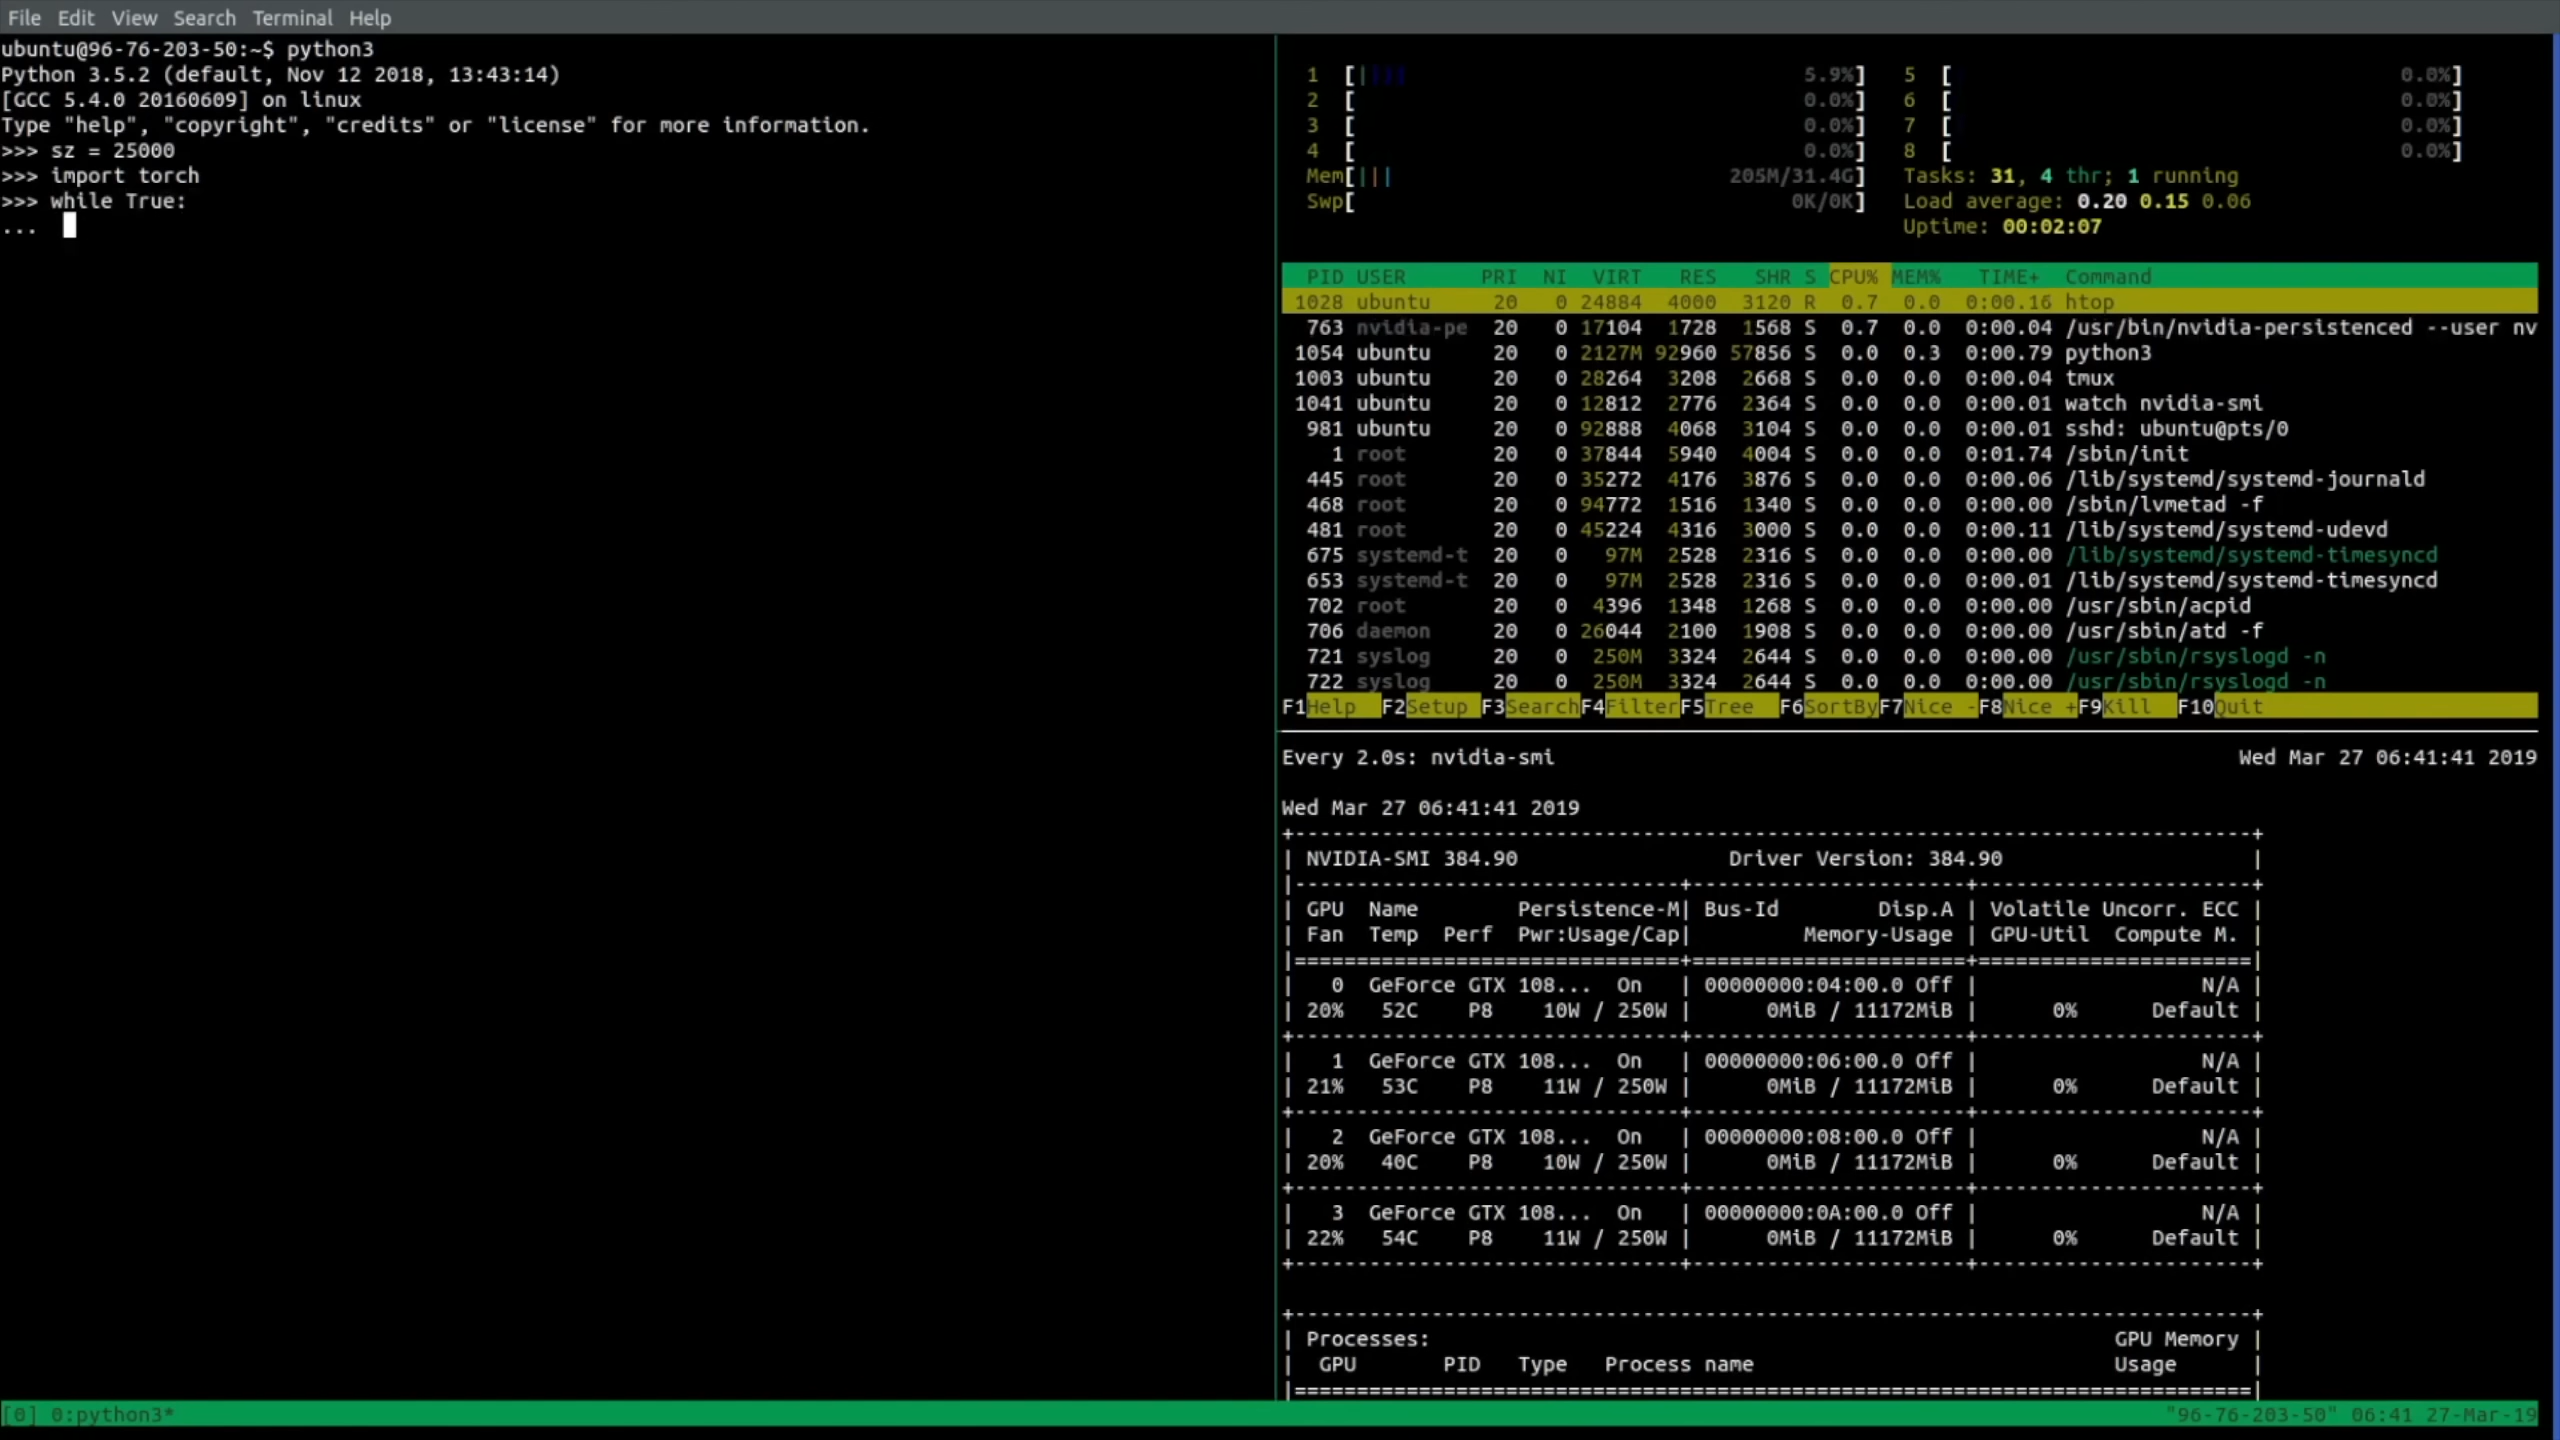 File Edit View Search Terminal Help
ubuntu@96-76-203-50:~$ python3
Python 3.5.2 (default, Nov 12 2018, 13:43:14)
[GCC 5.4.0 20160609] on linux
Type "help", "copyright", "credits" or "license" for more information.
>>> sz = 25000
>>> import torch
>>> while True:
...
1 [|||| 5.9%] 5 [ 0.0%]
2 [ 0.0%] 6 [ 0.0%]
3 [ 0.0%] 7 [ 0.0%]
4 [ 0.0%] 8 [ 0.0%]
Mem[||| 205M/31.4G] Tasks: 31, 4 thr; 1 running
Swp[ 0K/0K] Load average: 0.20 0.15 0.06
Uptime: 00:02:07
PID USER PRI NI VIRT RES SHR S CPU% MEM% TIME+ Command
1028 ubuntu 20 0 24884 4000 3120 R 0.7 0.0 0:00.16 htop
763 nvidia-pe 20 0 17104 1728 1568 S 0.7 0.0 0:00.04 /usr/bin/nvidia-persistenced --user nv
1054 ubuntu 20 0 2127M 92960 57856 S 0.0 0.3 0:00.79 python3
1003 ubuntu 20 0 28264 3208 2668 S 0.0 0.0 0:00.04 tmux
1041 ubuntu 20 0 12812 2776 2364 S 0.0 0.0 0:00.01 watch nvidia-smi
981 ubuntu 20 0 92888 4068 3104 S 0.0 0.0 0:00.01 sshd: ubuntu@pts/0
1 root 20 0 37844 5940 4004 S 0.0 0.0 0:01.74 /sbin/init
445 root 20 0 35272 4176 3876 S 0.0 0.0 0:00.06 /lib/systemd/systemd-journald
468 root 20 0 94772 1516 1340 S 0.0 0.0 0:00.00 /sbin/lvmetad -f
481 root 20 0 45224 4316 3000 S 0.0 0.0 0:00.11 /lib/systemd/systemd-udevd
675 systemd-t 20 0 97M 2528 2316 S 0.0 0.0 0:00.00 /lib/systemd/systemd-timesyncd
653 systemd-t 20 0 97M 2528 2316 S 0.0 0.0 0:00.01 /lib/systemd/systemd-timesyncd
702 root 20 0 4396 1348 1268 S 0.0 0.0 0:00.00 /usr/sbin/acpid
706 daemon 20 0 26044 2100 1908 S 0.0 0.0 0:00.00 /usr/sbin/atd -f
721 syslog 20 0 250M 3324 2644 S 0.0 0.0 0:00.00 /usr/sbin/rsyslogd -n
722 syslog 20 0 250M 3324 2644 S 0.0 0.0 0:00.00 /usr/sbin/rsyslogd -n
F1Help F2Setup F3SearchF4FilterF5Tree F6SortByF7Nice -F8Nice +F9Kill F10Quit
Every 2.0s: nvidia-smi Wed Mar 27 06:41:41 2019
Wed Mar 27 06:41:41 2019
+-----------------------------------------------------------------------------+
| NVIDIA-SMI 384.90 Driver Version: 384.90 |
|-------------------------------+----------------------+----------------------+
| GPU Name Persistence-M| Bus-Id Disp.A | Volatile Uncorr. ECC |
| Fan Temp Perf Pwr:Usage/Cap| Memory-Usage | GPU-Util Compute M. |
|===============================+======================+======================|
| 0 GeForce GTX 108... On | 00000000:04:00.0 Off | N/A |
| 20% 52C P8 10W / 250W | 0MiB / 11172MiB | 0% Default |
+-------------------------------+----------------------+----------------------+
| 1 GeForce GTX 108... On | 00000000:06:00.0 Off | N/A |
| 21% 53C P8 11W / 250W | 0MiB / 11172MiB | 0% Default |
+-------------------------------+----------------------+----------------------+
| 2 GeForce GTX 108... On | 00000000:08:00.0 Off | N/A |
| 20% 40C P8 10W / 250W | 0MiB / 11172MiB | 0% Default |
+-------------------------------+----------------------+----------------------+
| 3 GeForce GTX 108... On | 00000000:0A:00.0 Off | N/A |
| 22% 54C P8 11W / 250W | 0MiB / 11172MiB | 0% Default |
+-------------------------------+----------------------+----------------------+
+-----------------------------------------------------------------------------+
| Processes: GPU Memory |
| GPU PID Type Process name Usage |
|=============================================================================|
[0] 0:python3* "96-76-203-50" 06:41 27-Mar-19